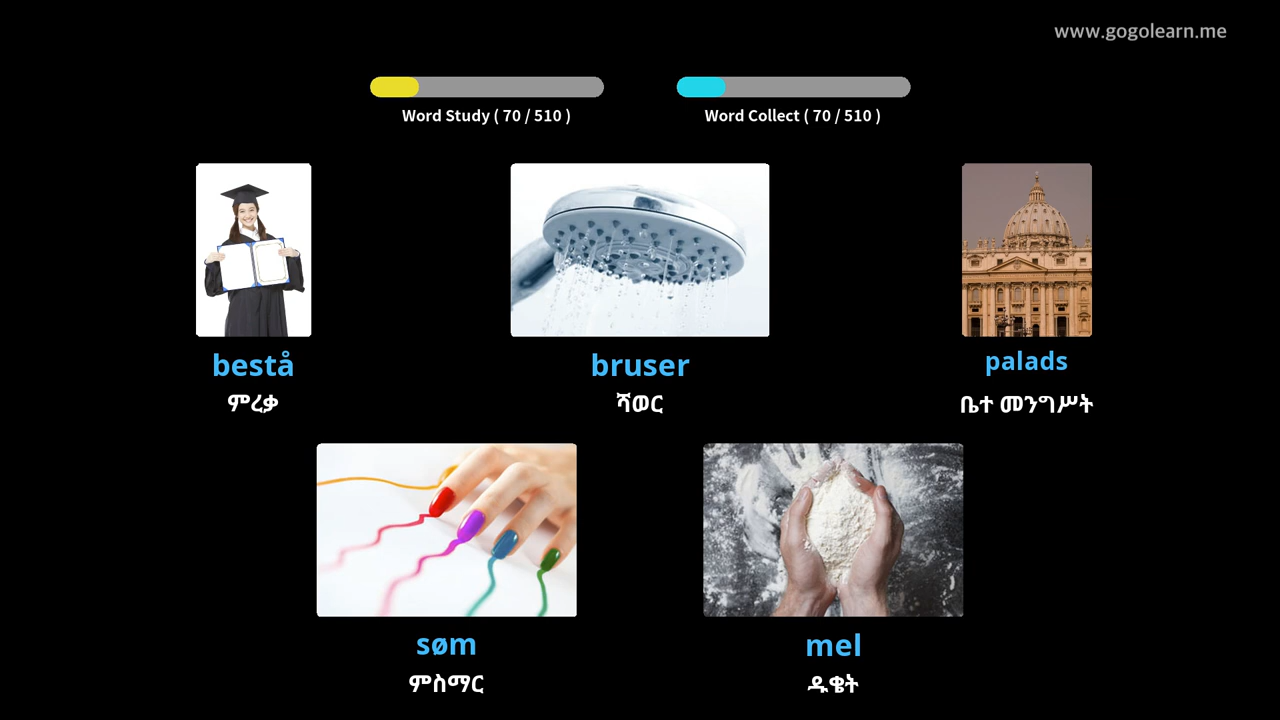 www.gogolearn.me
Word Study ( 70 / 510 )
Word Collect ( 70 / 510 )
bestå
ምረቃ
bruser
ሻወር
palads
ቤተ መንግሥት
søm
ምስማር
mel
ዱቄት